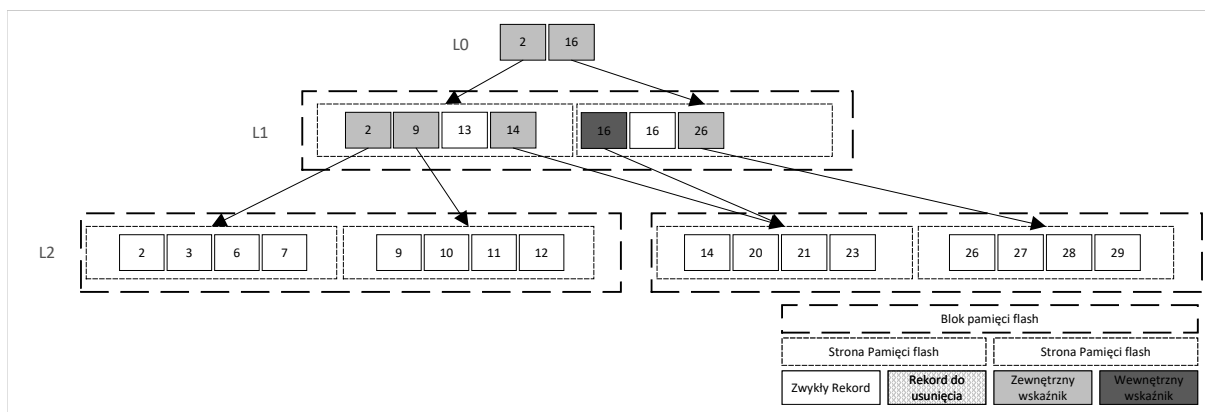 L0
2 16
L1
2 9 13 14 16 16 26
L2
2 3 6 7 9 10 11 12 14 20 21 23 26 27 28 29
Blok pamięci flash
Strona Pamięci flash Strona Pamięci flash
Zwykły Rekord
Rekord do
usunięcia
Zewnętrzny
wskaźnik
Wewnętrzny
wskaźnik